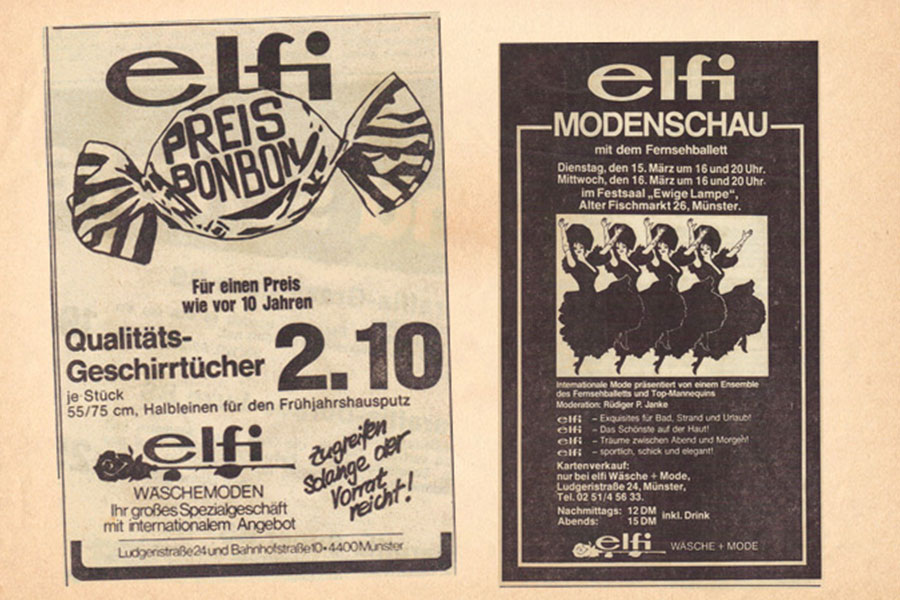 elfi
PREIS
BONBON
Für einen Preis
wie vor 10 Jahren
Qualitäts-
Geschirrtücher 2.10
je Stück
55/75 cm, Halbleinen für den Frühjahrshausputz
elfi
WÄSCHEMODEN
Ihr großes Spezialgeschäft
mit internationalem Angebot
Zugreifen
solange der
Vorrat
reicht!
Ludgeristraße 24 und Bahnhofstraße 10 • 4400 Münster
elfi
MODENSCHAU
mit dem Fernsehballett
Dienstag, den 15. März um 16 und 20 Uhr.
Mittwoch, den 16. März um 16 und 20 Uhr
im Festsaal „Ewige Lampe“,
Alter Fischmarkt 26, Münster.
Internationale Mode präsentiert von einem Ensemble
des Fernsehballetts und Top-Mannequins
Moderation: Rüdiger P. Janke
elfi – Exquisites für Bad, Strand und Urlaub!
elfi – Das Schönste auf der Haut!
elfi – Träume zwischen Abend und Morgen!
elfi – sportlich, schick und elegant!
Kartenverkauf:
nur bei elfi Wäsche + Mode,
Ludgeristraße 24, Münster,
Tel. 02 51/4 56 33.
Nachmittags: 12 DM inkl. Drink
Abends: 15 DM
elfi WÄSCHE + MODE